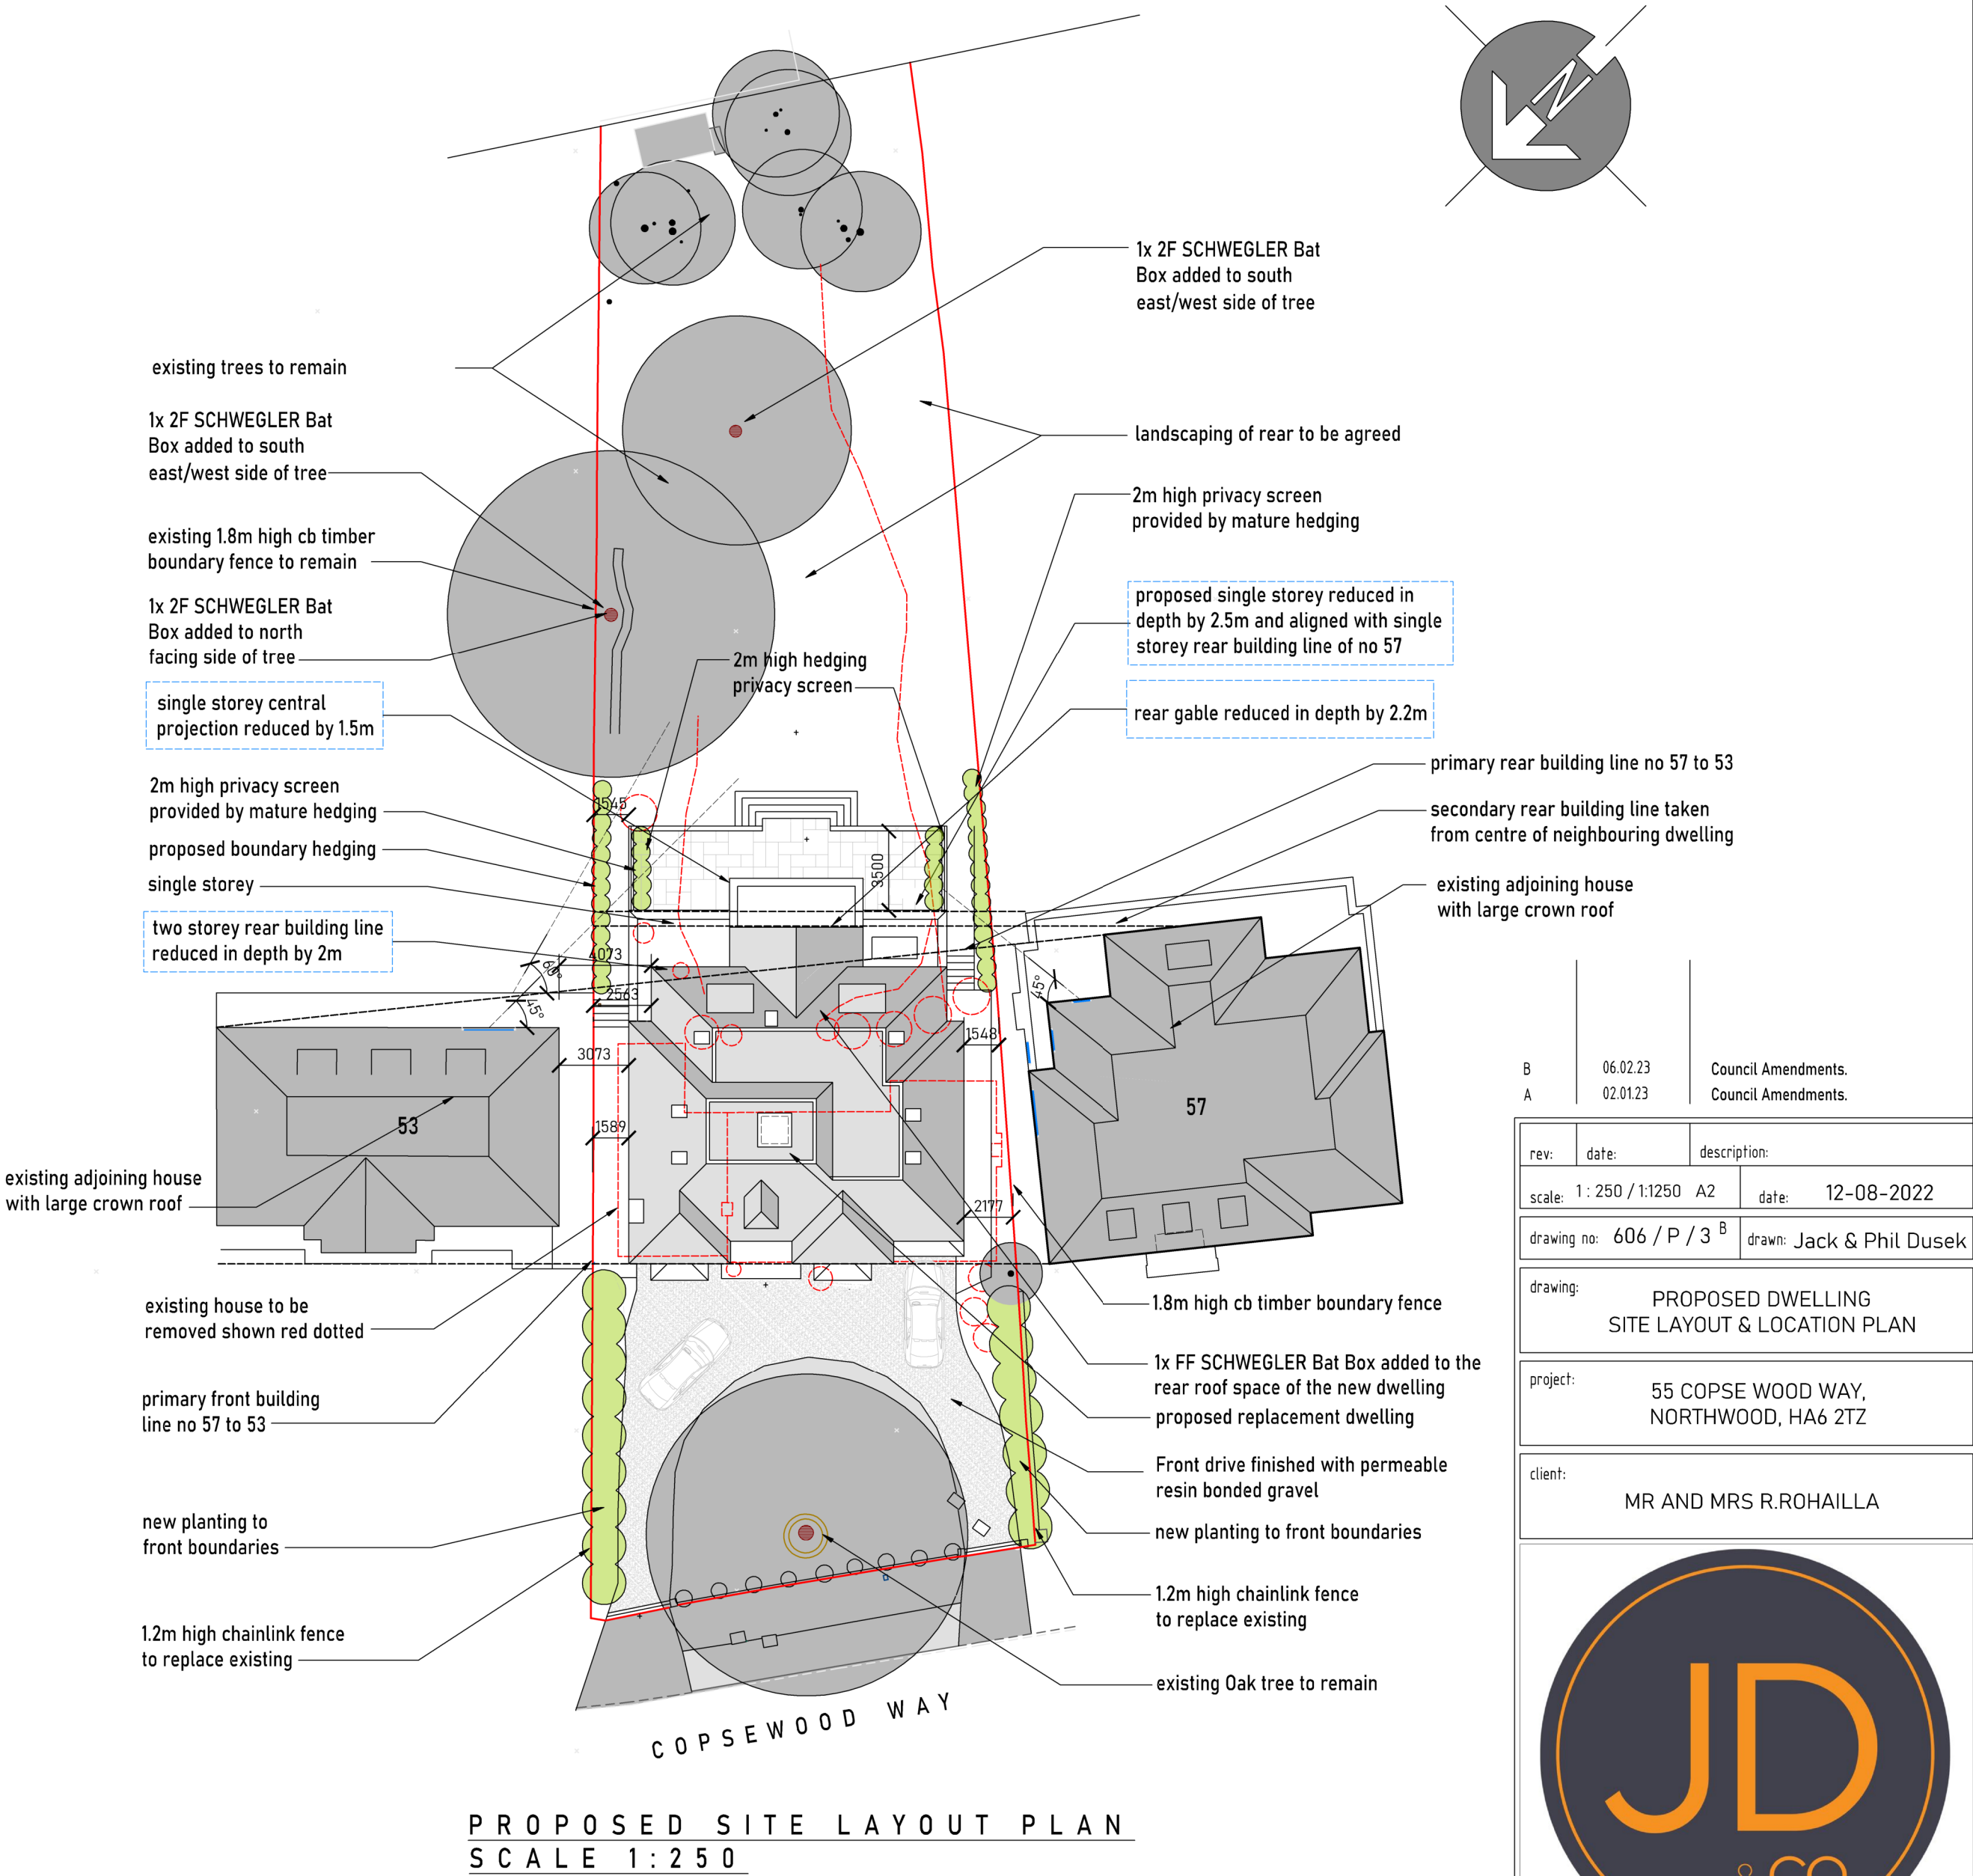 N
1x 2F SCHWEGLER Bat
Box added to south
east/west side of tree
existing trees to remain
1x 2F SCHWEGLER Bat
Box added to south
east/west side of tree
landscaping of rear to be agreed
2m high privacy screen
provided by mature hedging
existing 1.8m high cb timber
boundary fence to remain
1x 2F SCHWEGLER Bat
Box added to north
facing side of tree
proposed single storey reduced in
depth by 2.5m and aligned with single
storey rear building line of no 57
2m high hedging
privacy screen
single storey central
projection reduced by 1.5m
rear gable reduced in depth by 2.2m
primary rear building line no 57 to 53
2m high privacy screen
provided by mature hedging
secondary rear building line taken
from centre of neighbouring dwelling
proposed boundary hedging
single storey
existing adjoining house
with large crown roof
two storey rear building line
reduced in depth by 2m
1545
3500
4073
2563
60°
45°
45°
3073
1548
1589
2177
53
57
existing adjoining house
with large crown roof
existing house to be
removed shown red dotted
primary front building
line no 57 to 53
new planting to
front boundaries
1.2m high chainlink fence
to replace existing
1.8m high cb timber boundary fence
1x FF SCHWEGLER Bat Box added to the
rear roof space of the new dwelling
proposed replacement dwelling
Front drive finished with permeable
resin bonded gravel
new planting to front boundaries
1.2m high chainlink fence
to replace existing
existing Oak tree to remain
COPSEWOOD WAY
PROPOSED SITE LAYOUT PLAN
SCALE 1:250
B 06.02.23 Council Amendments.
A 02.01.23 Council Amendments.
rev: date: description:
scale: 1 : 250 / 1:1250 A2 date: 12-08-2022
drawing no: 606 / P / 3 B drawn: Jack & Phil Dusek
drawing:
PROPOSED DWELLING
SITE LAYOUT & LOCATION PLAN
project:
55 COPSE WOOD WAY,
NORTHWOOD, HA6 2TZ
client:
MR AND MRS R.ROHAILLA
JD
CO